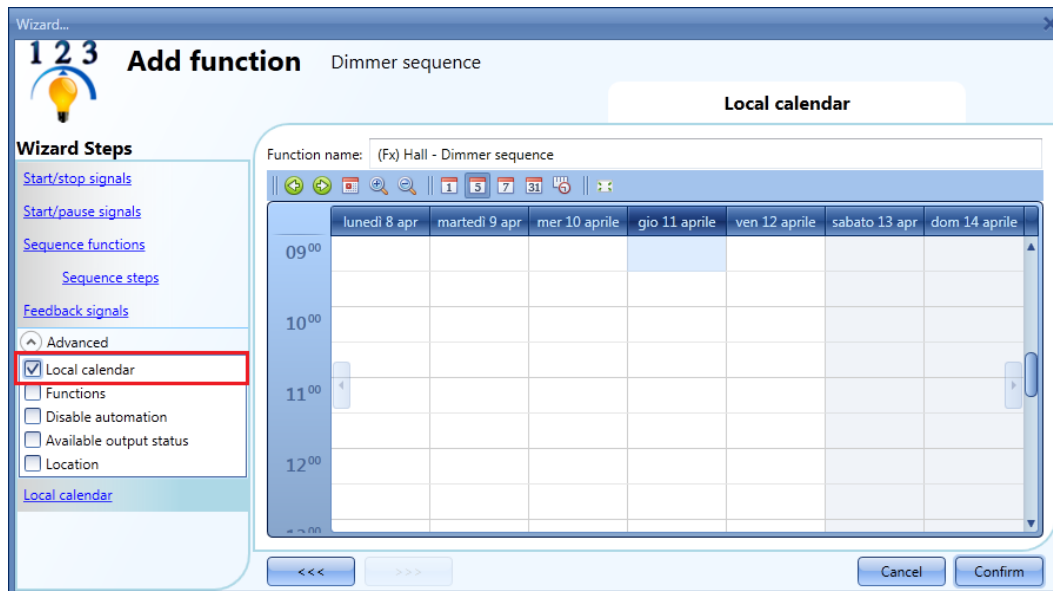 Wizard...
1 2 3
Add function Dimmer sequence
Local calendar
Wizard Steps
Start/stop signals
Start/pause signals
Sequence functions
Sequence steps
Feedback signals
Advanced
Local calendar
Functions
Disable automation
Available output status
Location
Local calendar
Function name: (Fx) Hall - Dimmer sequence
1 5 7 31
lunedì 8 apr martedì 9 apr mer 10 aprile gio 11 aprile ven 12 aprile sabato 13 apr dom 14 aprile
09 00
10 00
11 00
12 00
<<< >>> Cancel Confirm